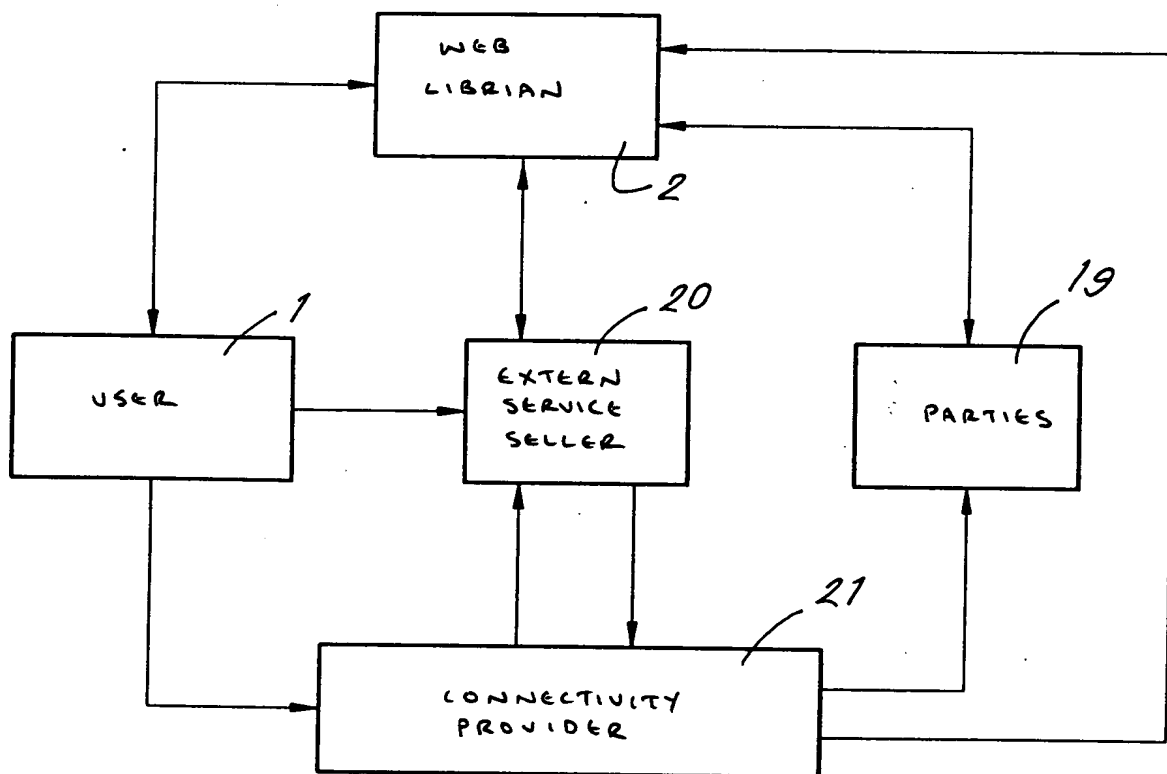 WEB
LIBRIAN
2
1
USER
20
EXTERN
SERVICE
SELLER
19
PARTIES
21
CONNECTIVITY
PROVIDER